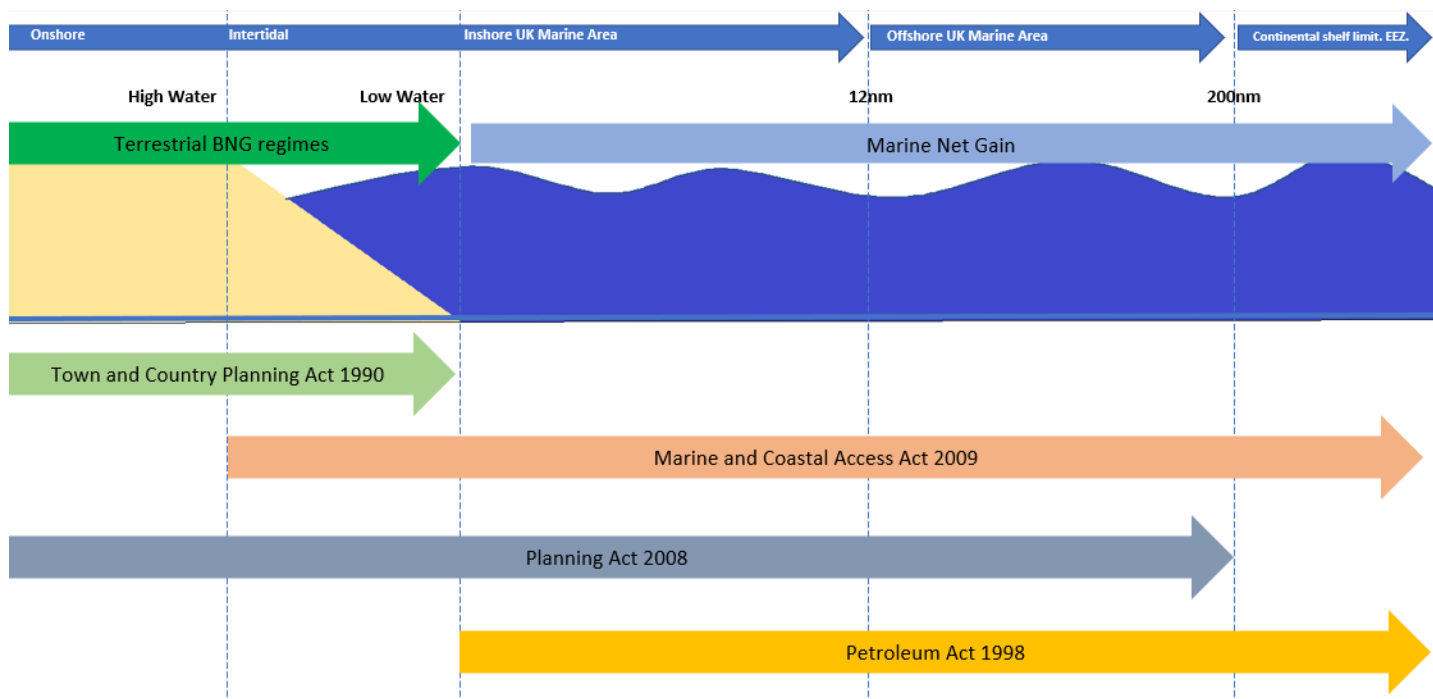 Onshore
Intertidal
Inshore UK Marine Area
Offshore UK Marine Area
Continental shelf limit. EEZ.
High Water
Low Water
12nm
200nm
Terrestrial BNG regimes
Marine Net Gain
Town and Country Planning Act 1990
Marine and Coastal Access Act 2009
Planning Act 2008
Petroleum Act 1998